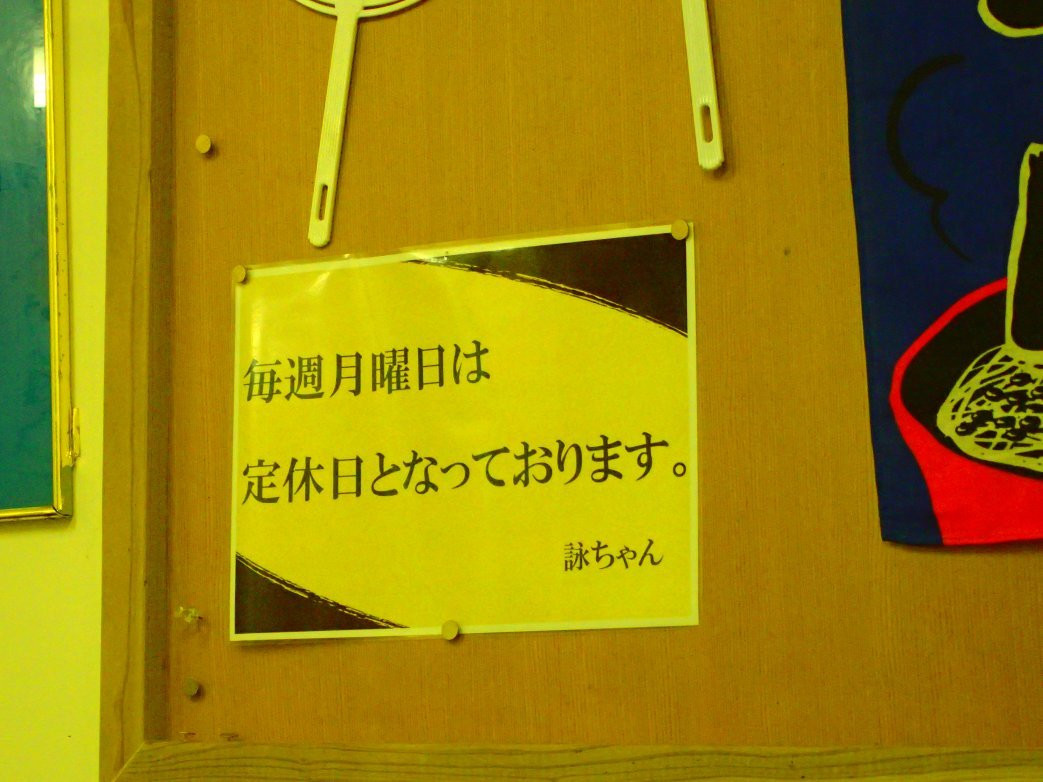 毎週月曜日は
定休日となっております。
詠ちゃん